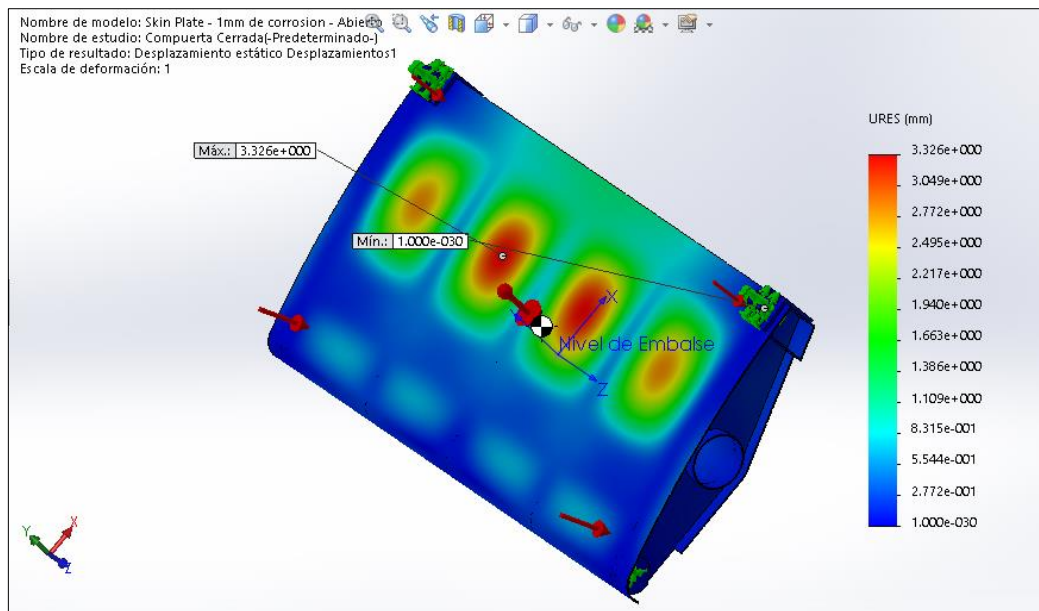 Nombre de modelo: Skin Plate - 1mm de corrosion - Abierto
Nombre de estudio: Compuerta Cerrada(-Predeterminado-)
Tipo de resultado: Desplazamiento estático Desplazamientos1
Escala de deformación: 1
URES (mm)
3.326e+000
3.049e+000
2.772e+000
2.495e+000
2.217e+000
1.940e+000
1.663e+000
1.386e+000
1.109e+000
8.315e-001
5.544e-001
2.772e-001
1.000e-030
Máx.: 3.326e+000
Mín.: 1.000e-030
X
Nivel de Embalse
Z
Y
X
Z